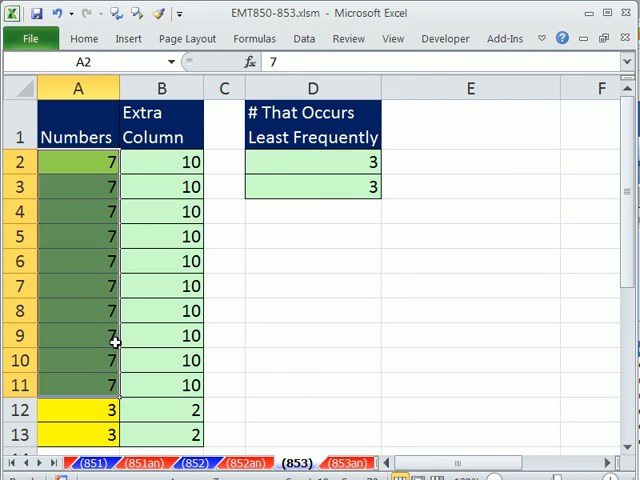 EMT850-853.xlsm - Microsoft Excel
File Home Insert Page Layout Formulas Data Review View Developer Add-Ins
A2 fx 7
A B C D E F
1 Numbers Extra Column # That Occurs Least Frequently
2 7 10 3
3 7 10 3
4 7 10
5 7 10
6 7 10
7 7 10
8 7 10
9 7 10
10 7 10
11 7 10
12 3 2
13 3 2
(851) (851an) (852) (852an) (853) (853an)